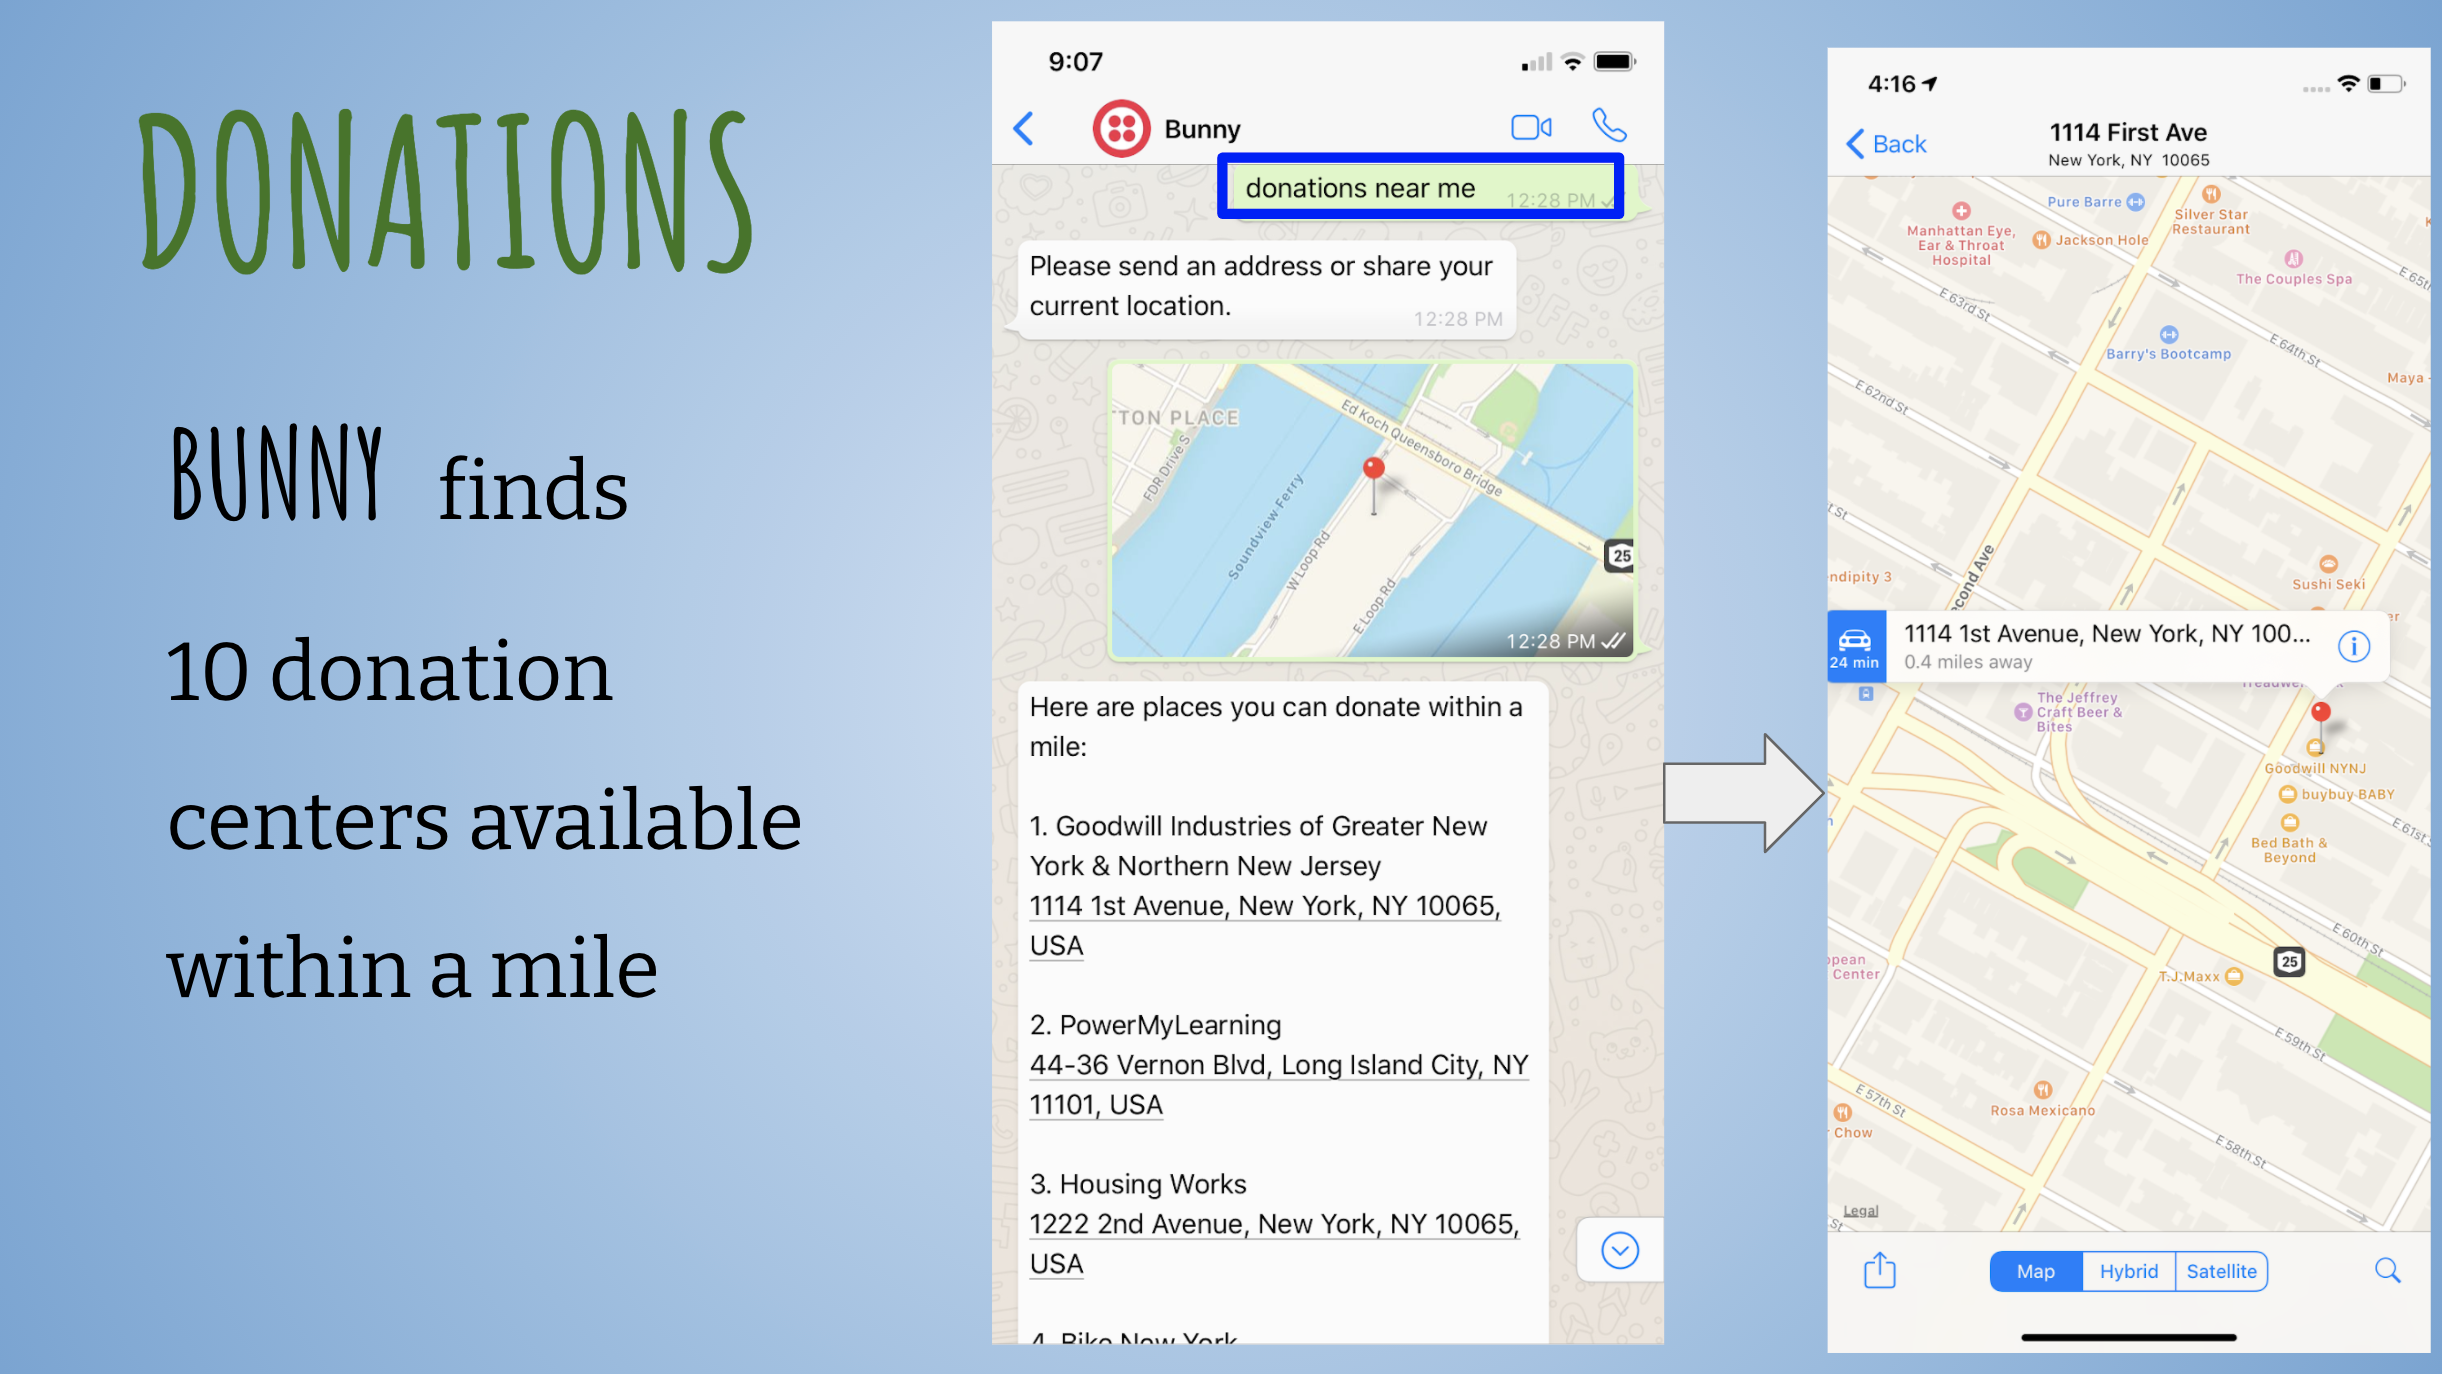 DONATIONS
BUNNY finds
10 donation
centers available
within a mile
9:07
Bunny
donations near me
12:28 PM
Please send an address or share your
current location.
12:28 PM
TTON PLACE
FDR Drive S
Soundview Ferry
Ed Koch Queensboro Bridge
W Loop Rd
E Loop Rd
25
12:28 PM
Here are places you can donate within a
mile:
1. Goodwill Industries of Greater New
York & Northern New Jersey
1114 1st Avenue, New York, NY 10065,
USA
2. PowerMyLearning
44-36 Vernon Blvd, Long Island City, NY
11101, USA
3. Housing Works
1222 2nd Avenue, New York, NY 10065,
USA
4. Bike New York
4:16
Back
1114 First Ave
New York, NY 10065
Pure Barre
Silver Star
Restaurant
Manhattan Eye,
Ear & Throat
Hospital
Jackson Hole
The Couples Spa
E 65th
E 63rd St
Barry's Bootcamp
E 64th St
Maya
E 62nd St
t St
econd Ave
ndipity 3
Sushi Seki
er
24 min
1114 1st Avenue, New York, NY 100...
0.4 miles away
The Jeffrey
Craft Beer &
Bites
Goodwill NYNJ
buybuy BABY
Bed Bath &
Beyond
E 61st S
E 60th St
25
opean
Center
T.J.Maxx
E 59th St
Rosa Mexicano
E 57th St
Chow
E 58th St
Legal
St
Map
Hybrid
Satellite